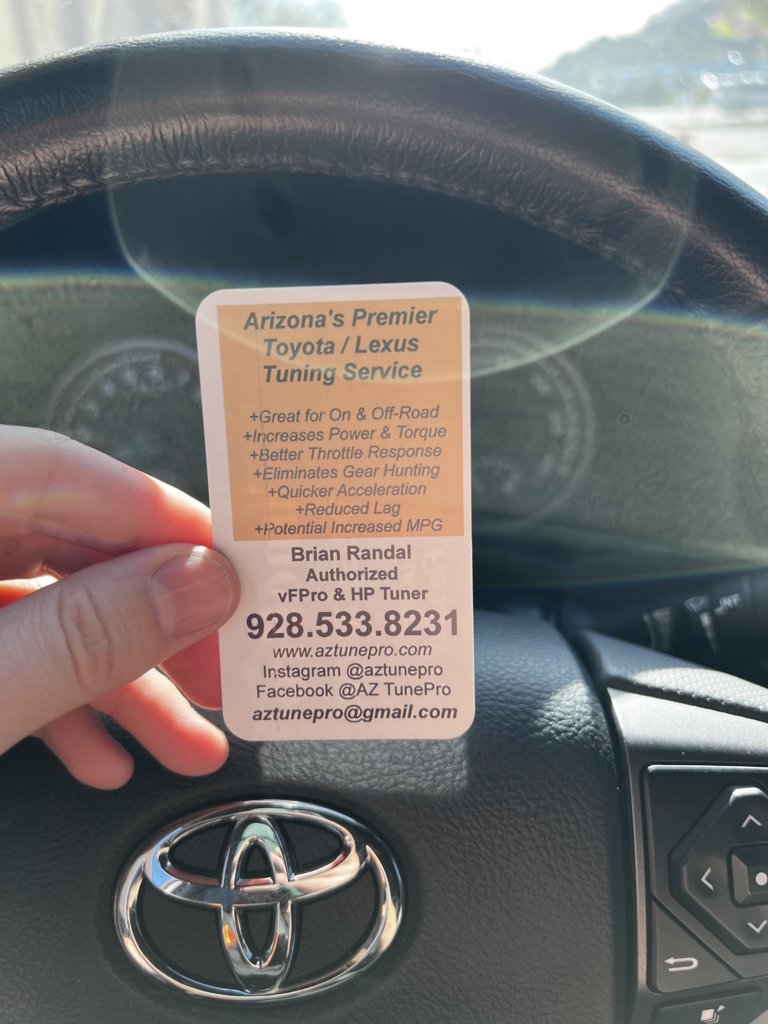 Arizona's Premier
Toyota / Lexus
Tuning Service
+Great for On & Off-Road
+Increases Power & Torque
+Better Throttle Response
+Eliminates Gear Hunting
+Quicker Acceleration
+Reduced Lag
+Potential Increased MPG
Brian Randal
Authorized
vFPro & HP Tuner
928.533.8231
www.aztunepro.com
Instagram @aztunepro
Facebook @AZ TunePro
aztunepro@gmail.com